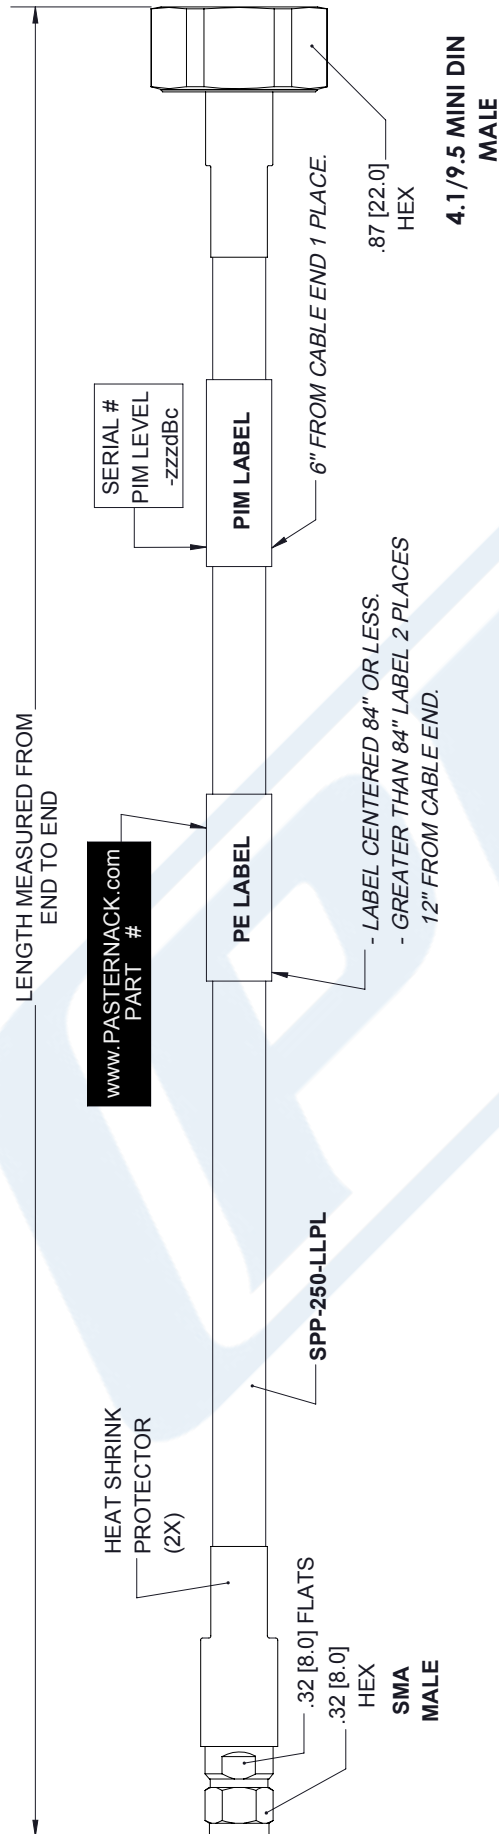 LENGTH MEASURED FROM
END TO END
HEAT SHRINK
PROTECTOR
(2X)
www.PASTERNACK.com
PART #
SERIAL #
PIM LEVEL
-zzzdBc
PE LABEL
PIM LABEL
.32 [8.0] FLATS
.32 [8.0]
HEX
SMA
MALE
SPP-250-LLPL
- LABEL CENTERED 84" OR LESS.
- GREATER THAN 84" LABEL 2 PLACES
12" FROM CABLE END.
6" FROM CABLE END 1 PLACE.
.87 [22.0]
HEX
4.1/9.5 MINI DIN
MALE